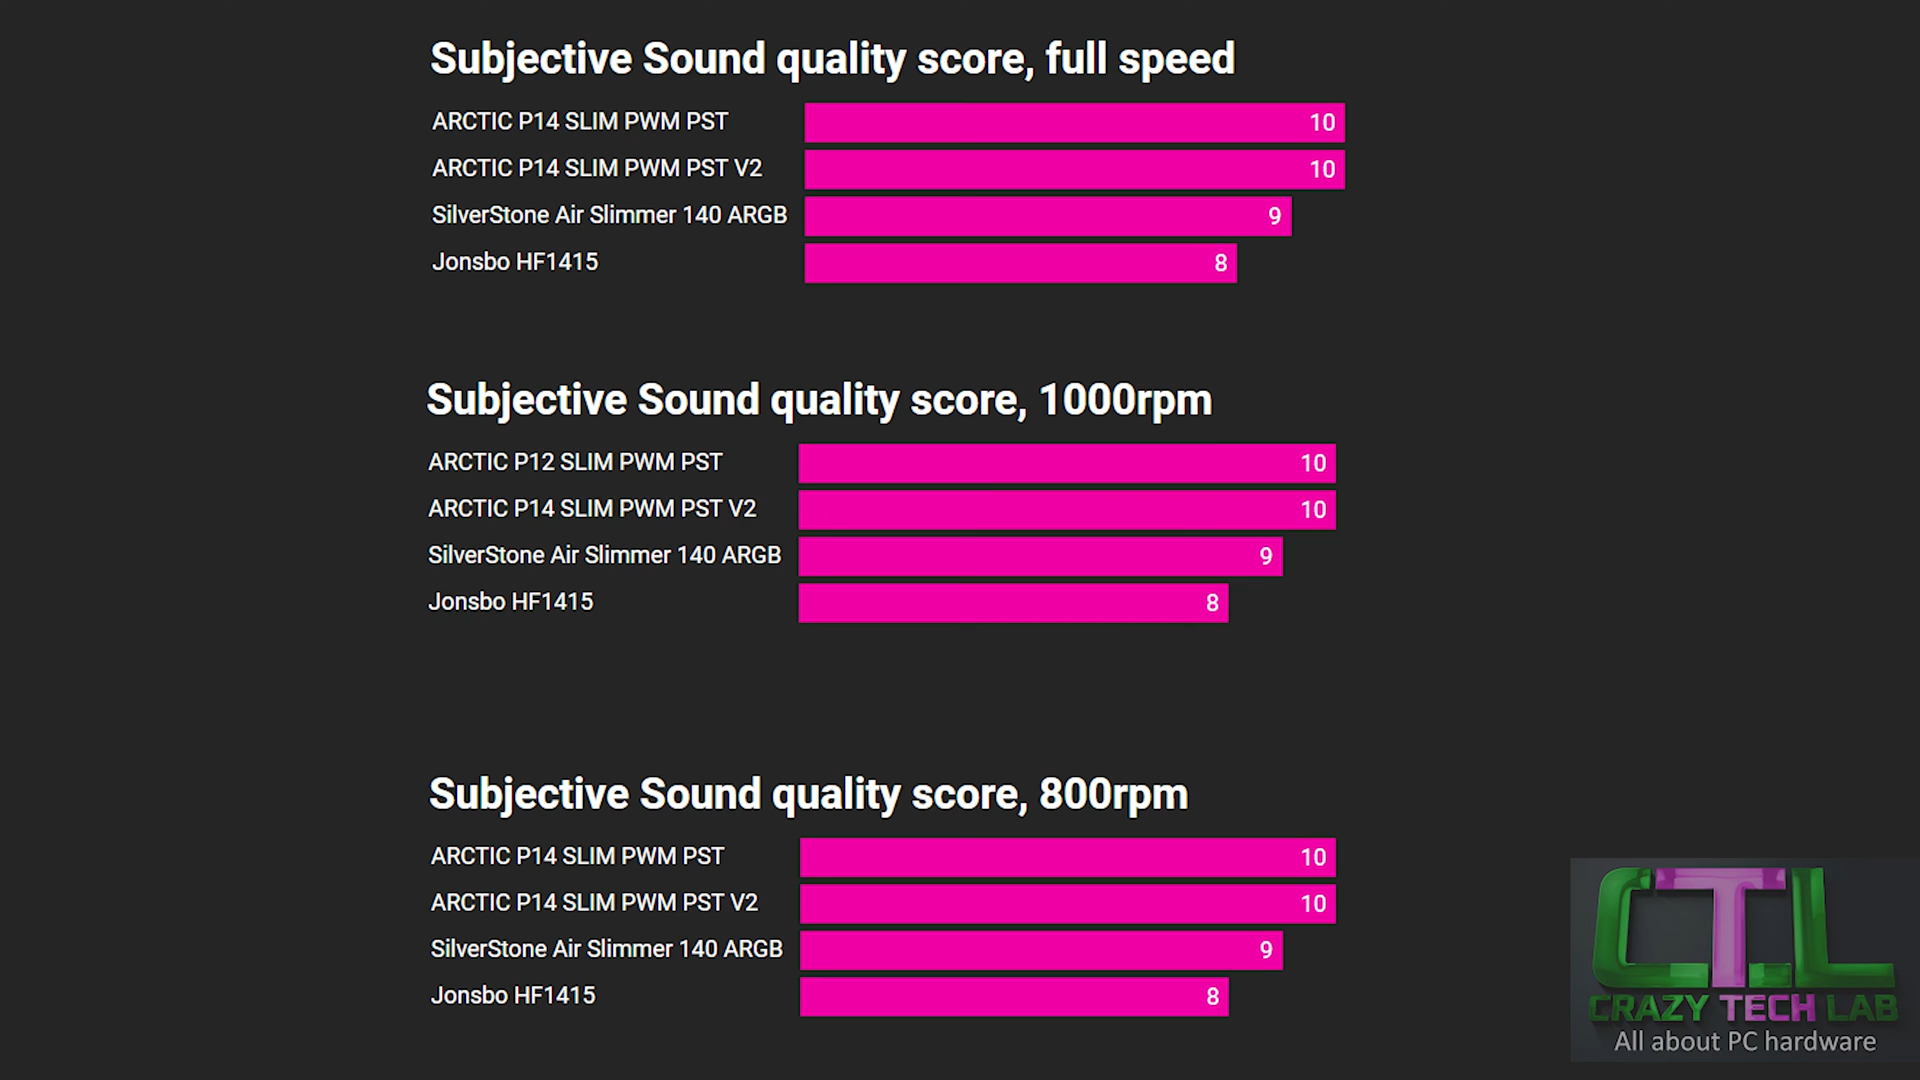 Subjective Sound quality score, full speed
ARCTIC P14 SLIM PWM PST 10
ARCTIC P14 SLIM PWM PST V2 10
SilverStone Air Slimmer 140 ARGB 9
Jonsbo HF1415 8
Subjective Sound quality score, 1000rpm
ARCTIC P12 SLIM PWM PST 10
ARCTIC P14 SLIM PWM PST V2 10
SilverStone Air Slimmer 140 ARGB 9
Jonsbo HF1415 8
Subjective Sound quality score, 800rpm
ARCTIC P14 SLIM PWM PST 10
ARCTIC P14 SLIM PWM PST V2 10
SilverStone Air Slimmer 140 ARGB 9
Jonsbo HF1415 8
CTL
CRAZY TECH LAB
All about PC hardware